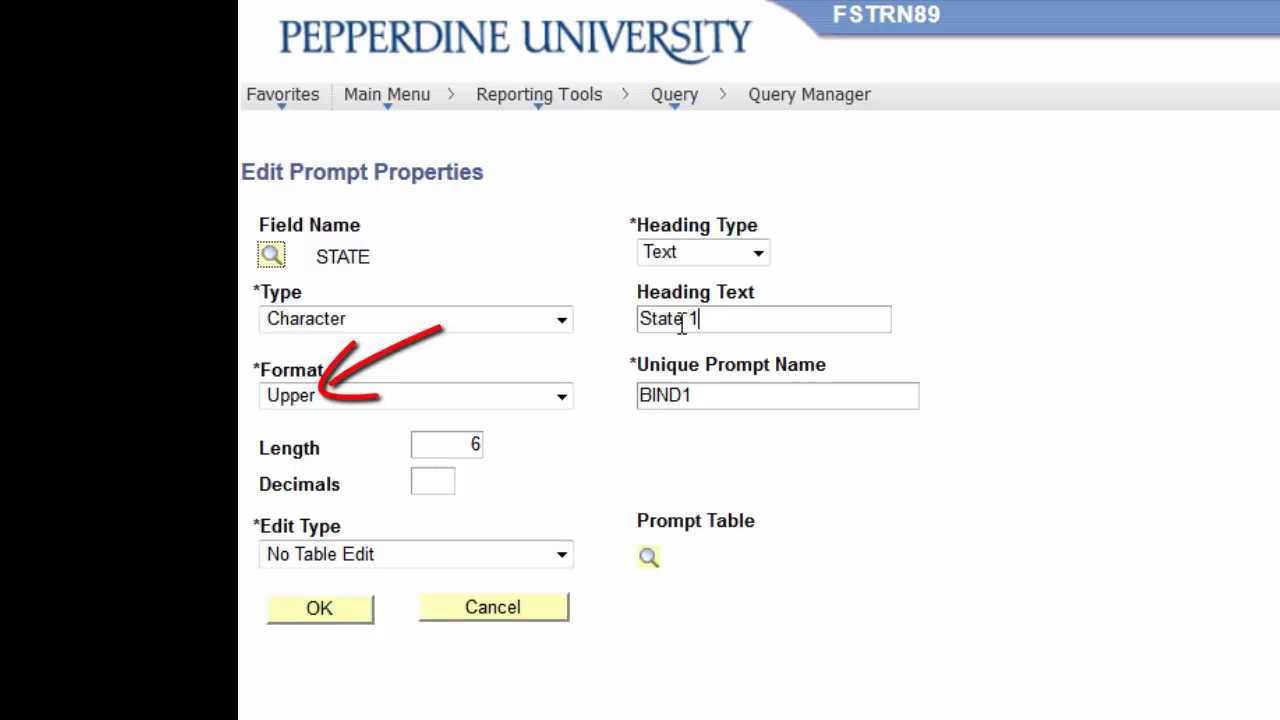 FSTRN89
PEPPERDINE UNIVERSITY
Favorites Main Menu > Reporting Tools > Query > Query Manager
Edit Prompt Properties
Field Name *Heading Type
STATE Text
*Type Heading Text
Character State 1
*Format *Unique Prompt Name
Upper BIND1
Length 6
Decimals
*Edit Type Prompt Table
No Table Edit
OK Cancel